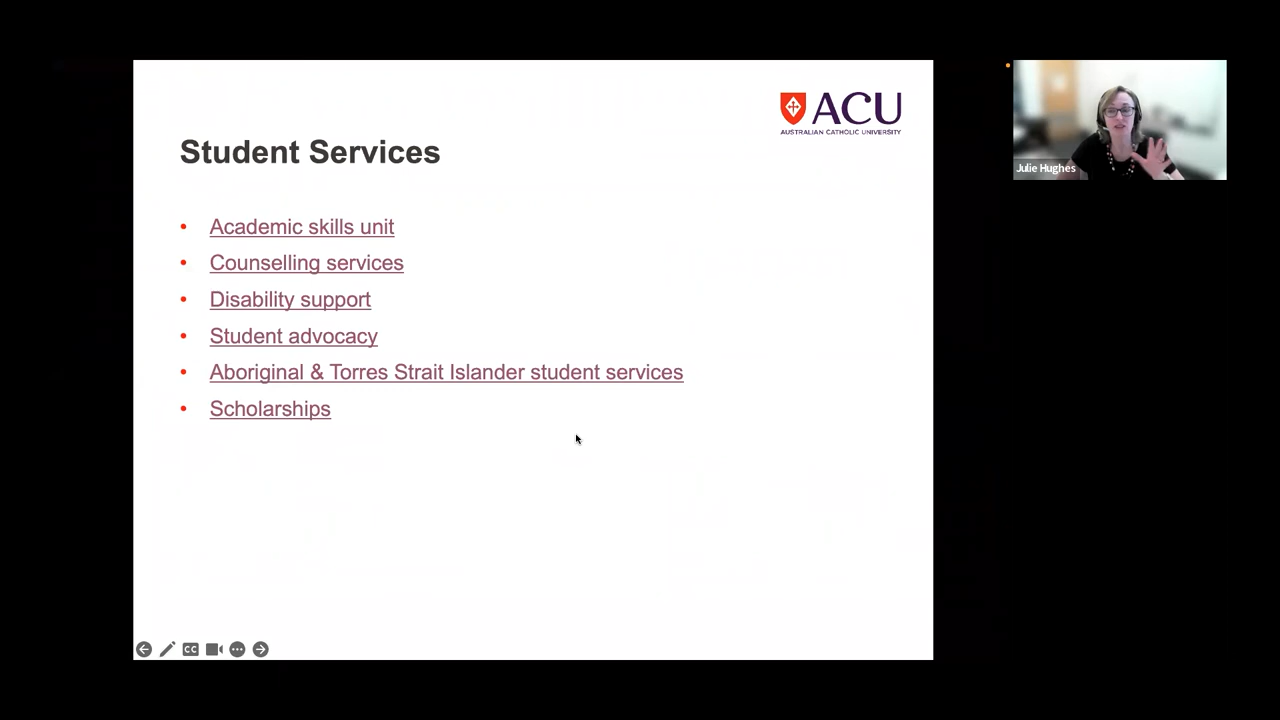 ACU
AUSTRALIAN CATHOLIC UNIVERSITY
Student Services
• Academic skills unit
• Counselling services
• Disability support
• Student advocacy
• Aboriginal & Torres Strait Islander student services
• Scholarships
Julie Hughes
CC